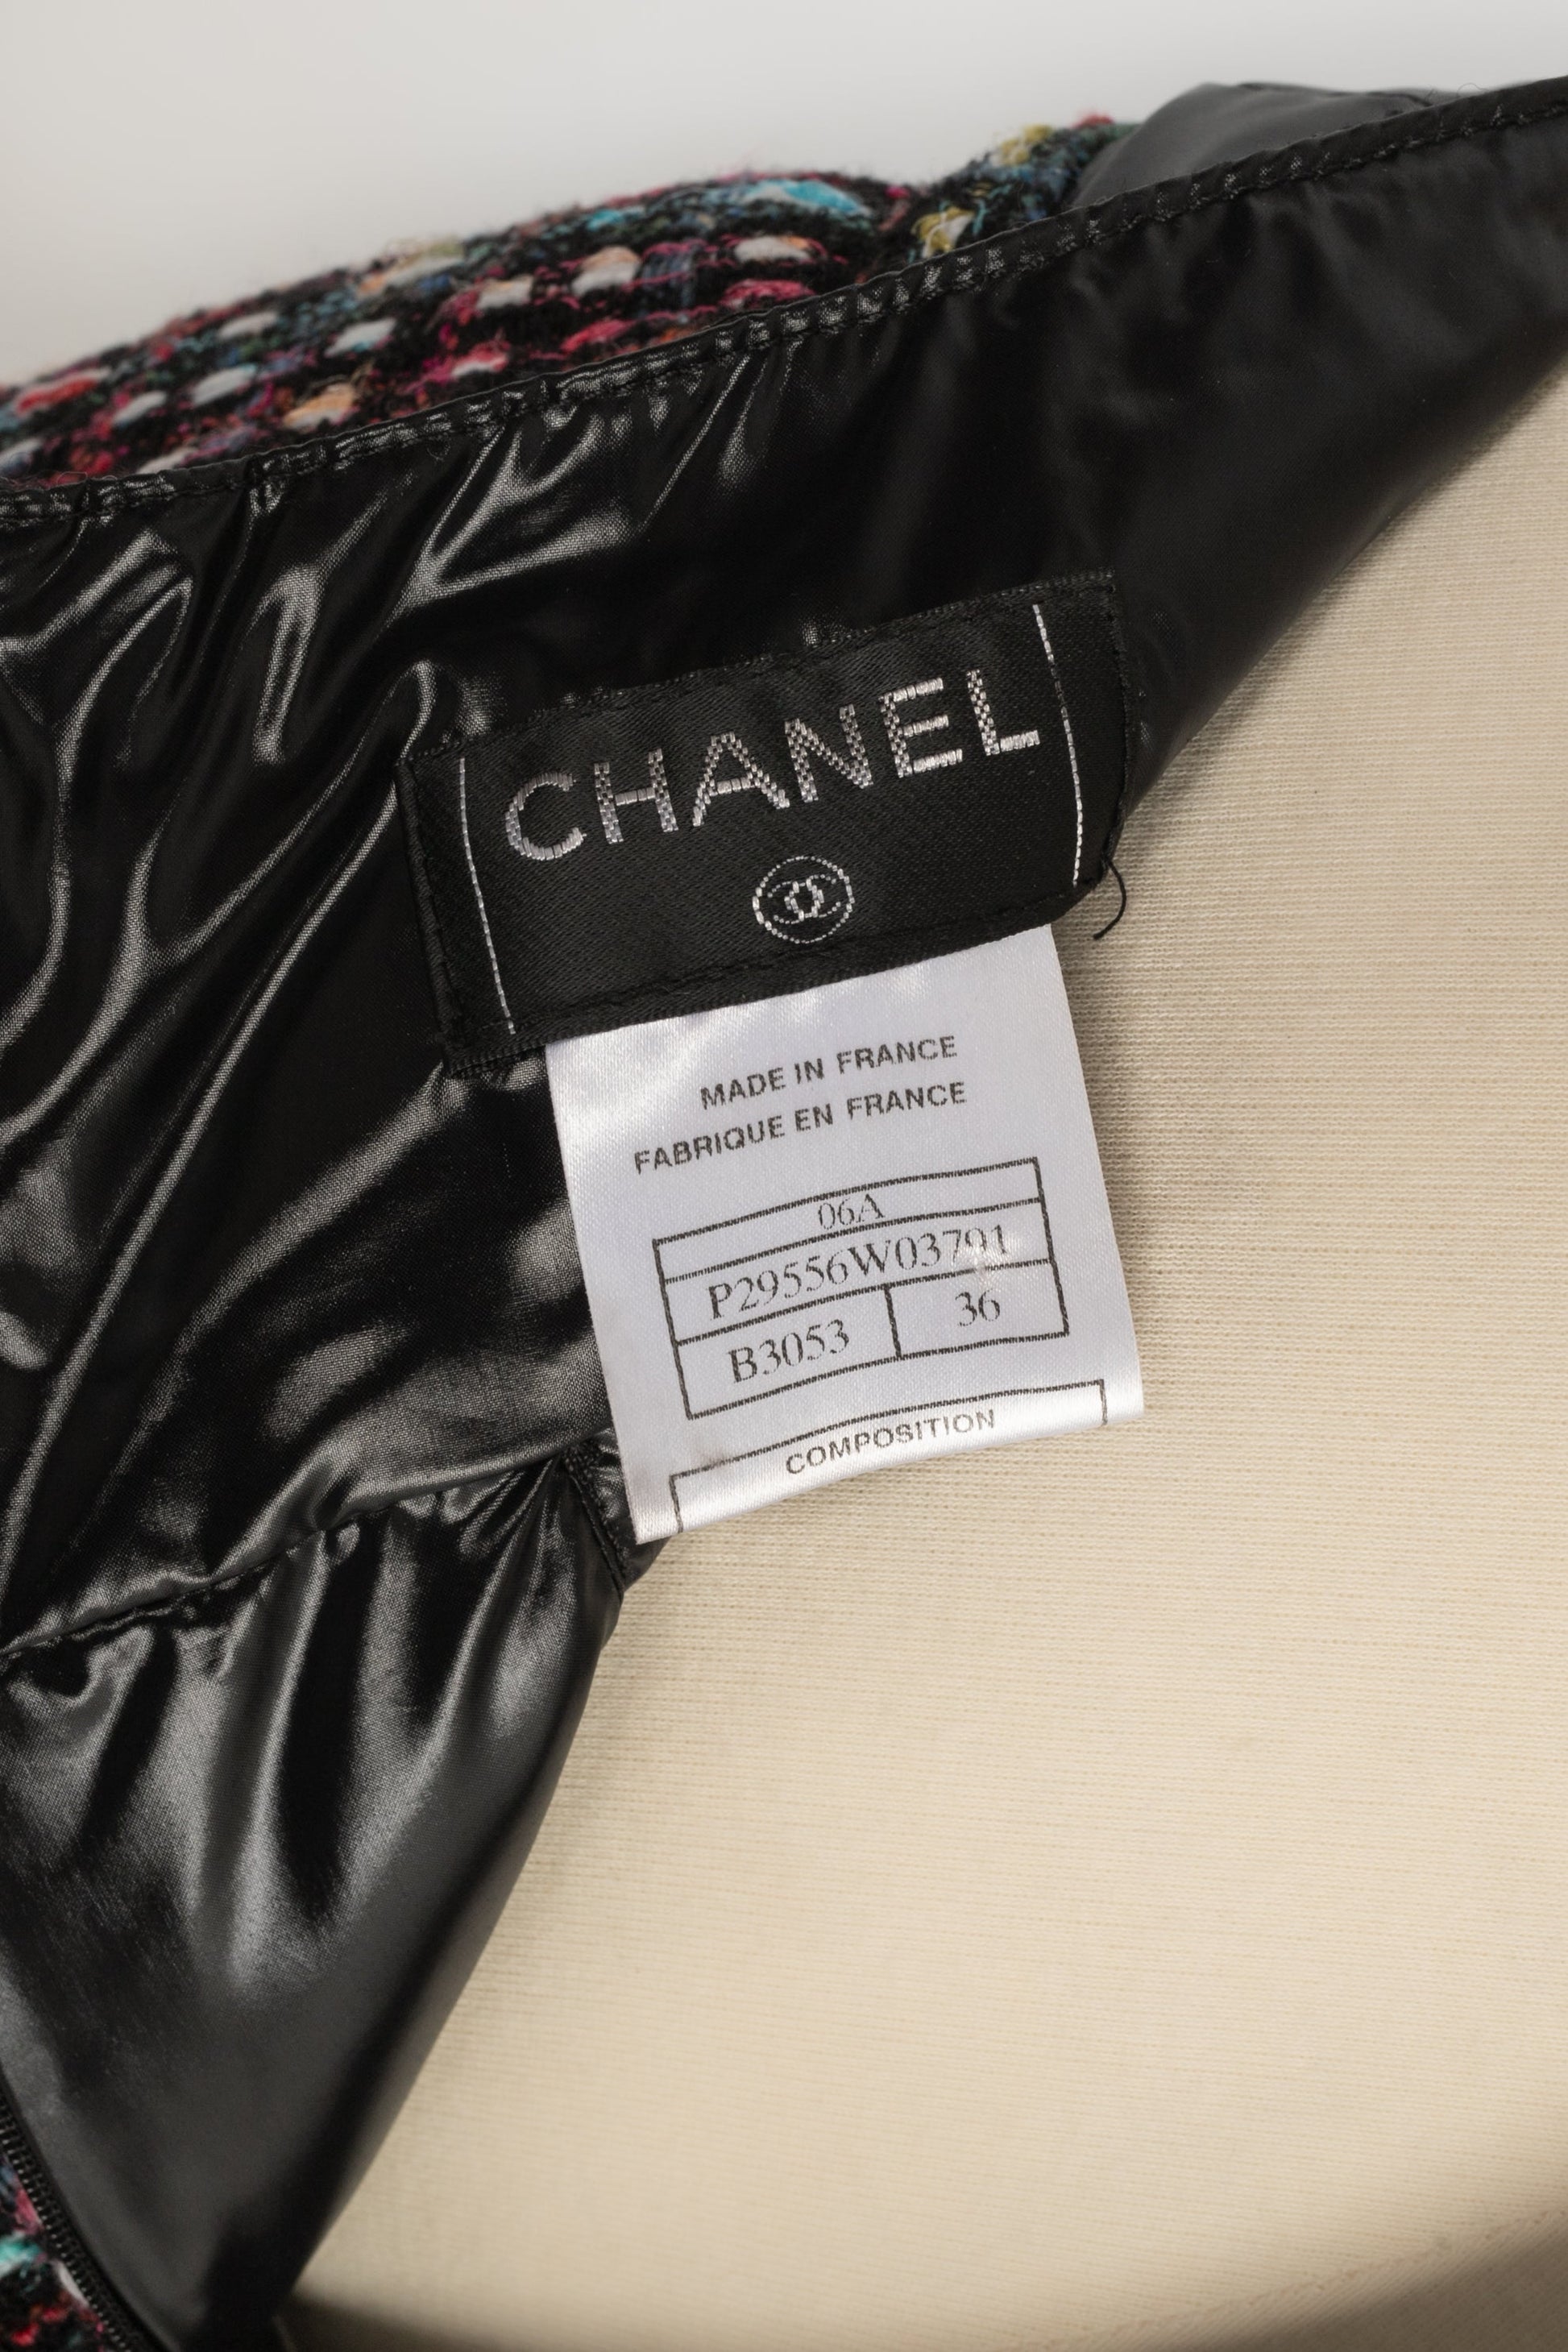 CHANEL
MADE IN FRANCE
FABRIQUE EN FRANCE
06A
P29556W03791
B3053 36
COMPOSITION